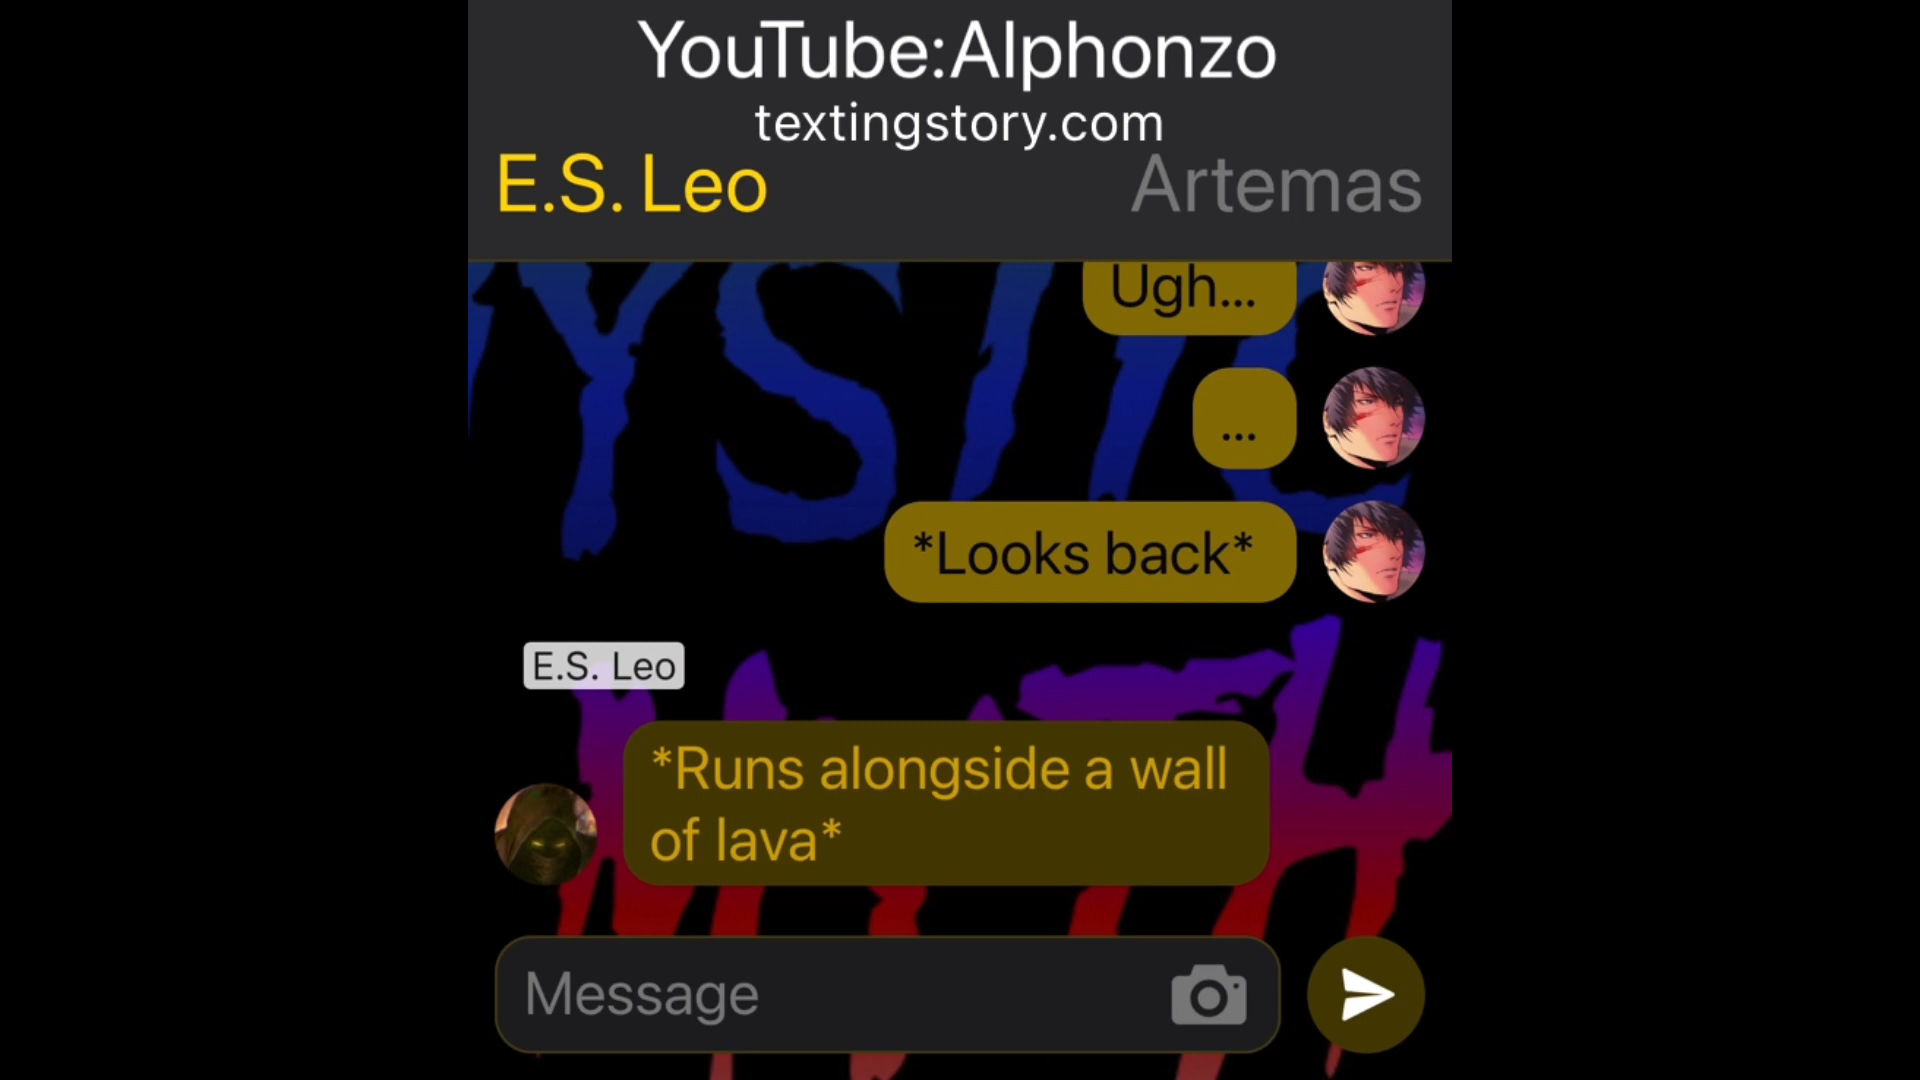 YouTube:Alphonzo
textingstory.com
E.S. Leo
Artemas
Ugh...
...
*Looks back*
E.S. Leo
*Runs alongside a wall
of lava*
Message